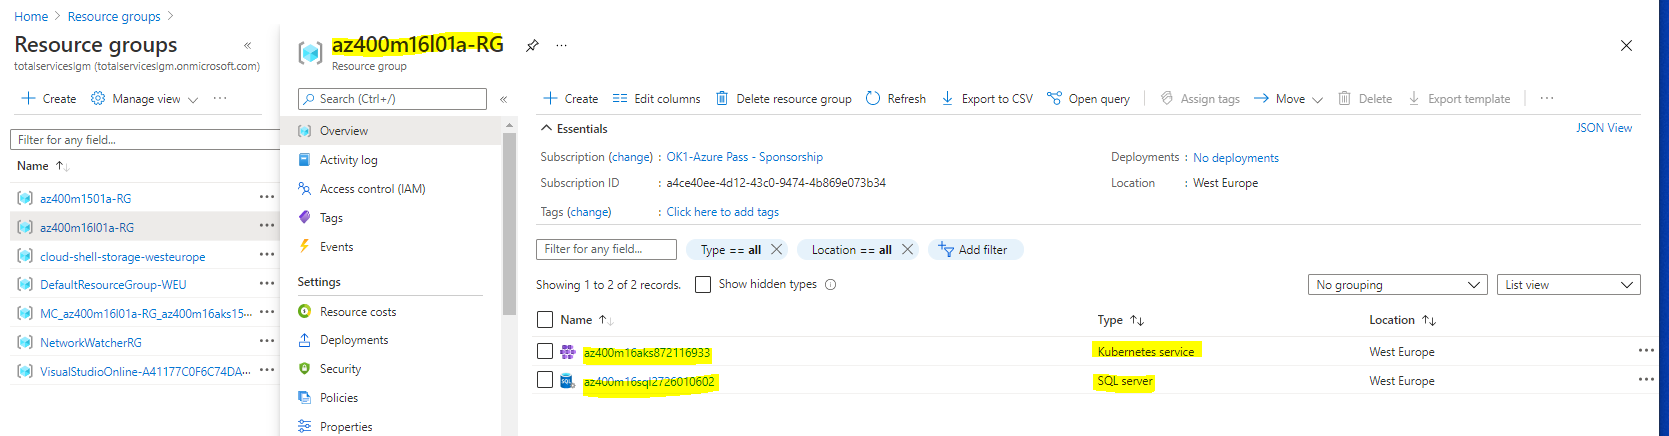 Home > Resource groups >
Resource groups «
totalserviceslgm (totalserviceslgm.onmicrosoft.com)
+ Create Manage view ···
Filter for any field...
Name ↑↓
az400m1501a-RG ···
az400m16l01a-RG ···
cloud-shell-storage-westeurope ···
DefaultResourceGroup-WEU ···
MC_az400m16l01a-RG_az400m16aks15... ···
NetworkWatcherRG ···
VisualStudioOnline-A41177C0F6C74DA... ···
az400m16l01a-RG ···
Resource group
Search (Ctrl+/) «
Overview
Activity log
Access control (IAM)
Tags
Events
Settings
Resource costs
Deployments
Security
Policies
Properties
+ Create Edit columns Delete resource group Refresh Export to CSV Open query Assign tags Move Delete Export template ···
Essentials JSON View
Subscription (change) : OK1-Azure Pass - Sponsorship Deployments : No deployments
Subscription ID : a4ce40ee-4d12-43c0-9474-4b869e073b34 Location : West Europe
Tags (change) : Click here to add tags
Filter for any field... Type == all Location == all Add filter
Showing 1 to 2 of 2 records. Show hidden types No grouping List view
Name ↑↓ Type ↑↓ Location ↑↓
az400m16aks872116933 Kubernetes service West Europe ···
SQL az400m16sql2726010602 SQL server West Europe ···